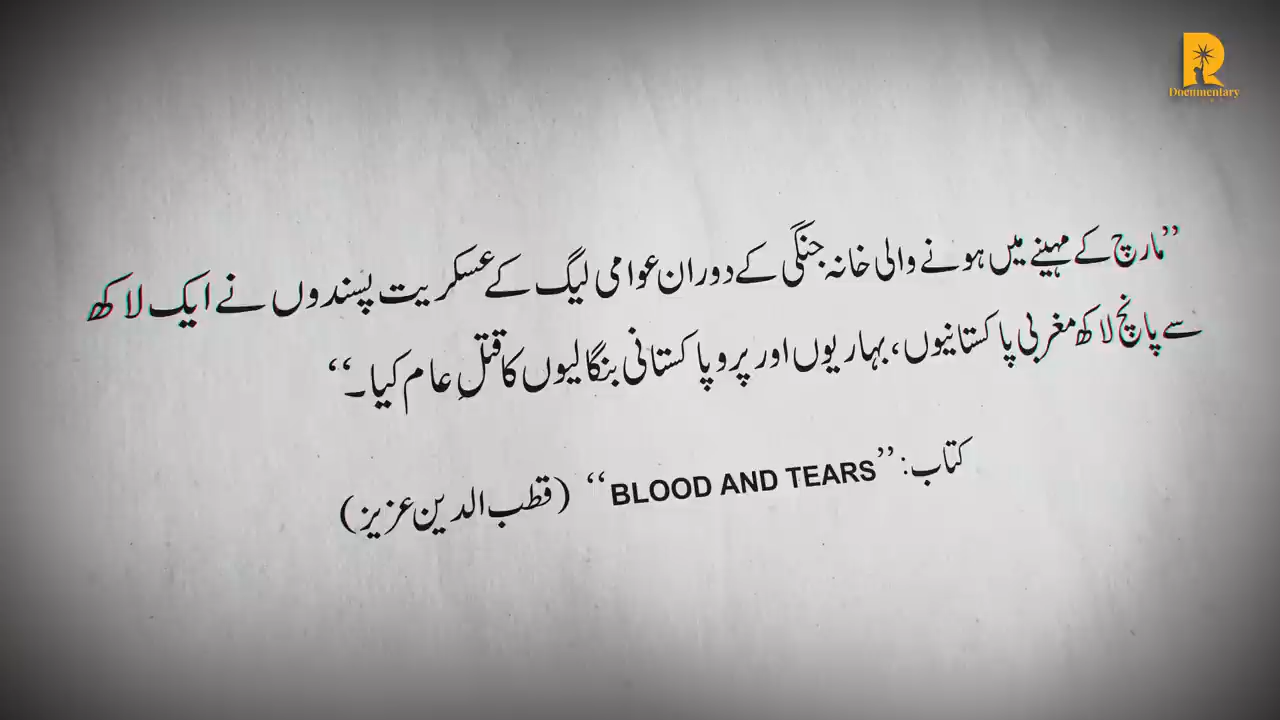 Documentary
”مارچ کے مہینے میں ہونے والی خانہ جنگی کے دوران عوامی لیگ کے عسکریت پسندوں نے ایک لاکھ
سے پانچ لاکھ مغربی پاکستانیوں، بہاریوں اور پرو پاکستانی بنگالیوں کا قتلِ عام کیا۔“
کتاب: ”BLOOD AND TEARS“ (قطب الدین عزیز)